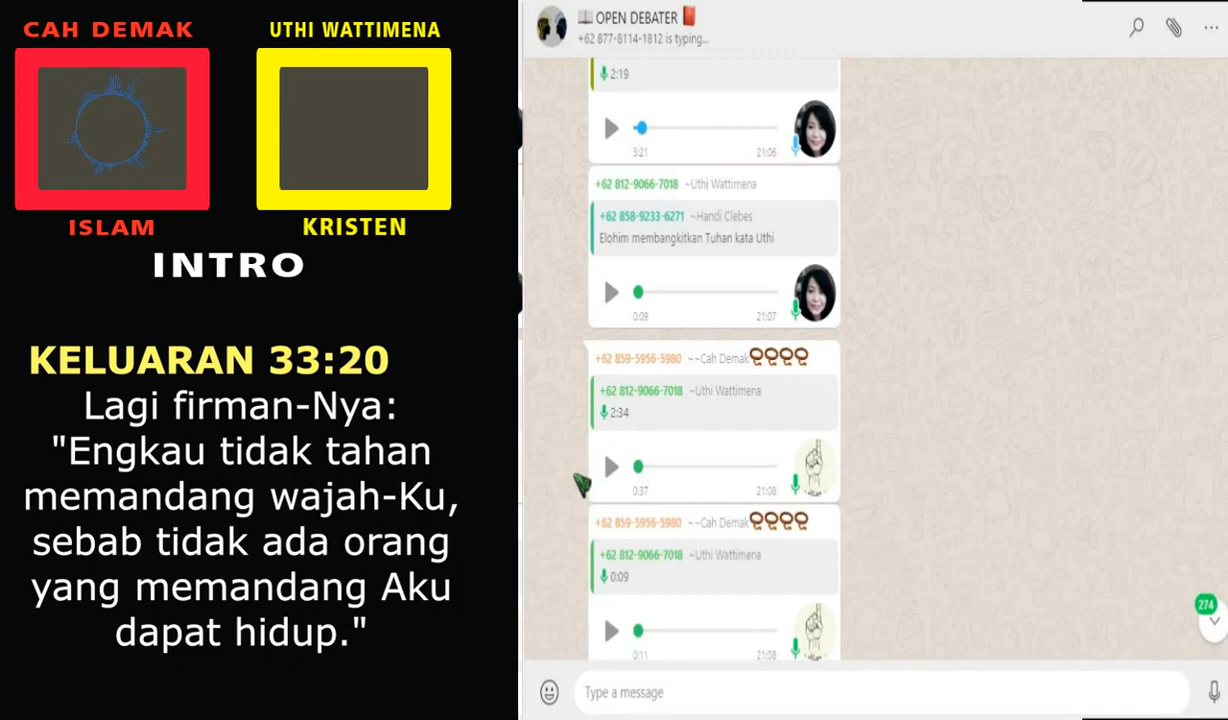 CAH DEMAK
UTHI WATTIMENA
ISLAM
KRISTEN
INTRO
KELUARAN 33:20
Lagi firman-Nya:
"Engkau tidak tahan
memandang wajah-Ku,
sebab tidak ada orang
yang memandang Aku
dapat hidup."
OPEN DEBATER
+62 877-8114-1812 is typing...
2:19
3:21 21:06
+62 812-9066-7018 ~Uthi Wattimena
+62 858-9233-6271 ~Handi Clebes
Elohim membangkitkan Tuhan kata Uthi
0:09 21:07
+62 859-5956-5980 ~~Cah Demak
+62 812-9066-7018 ~Uthi Wattimena
2:34
0:37 21:08
+62 859-5956-5980 ~~Cah Demak
+62 812-9066-7018 ~Uthi Wattimena
0:09
0:11 21:08
274
Type a message